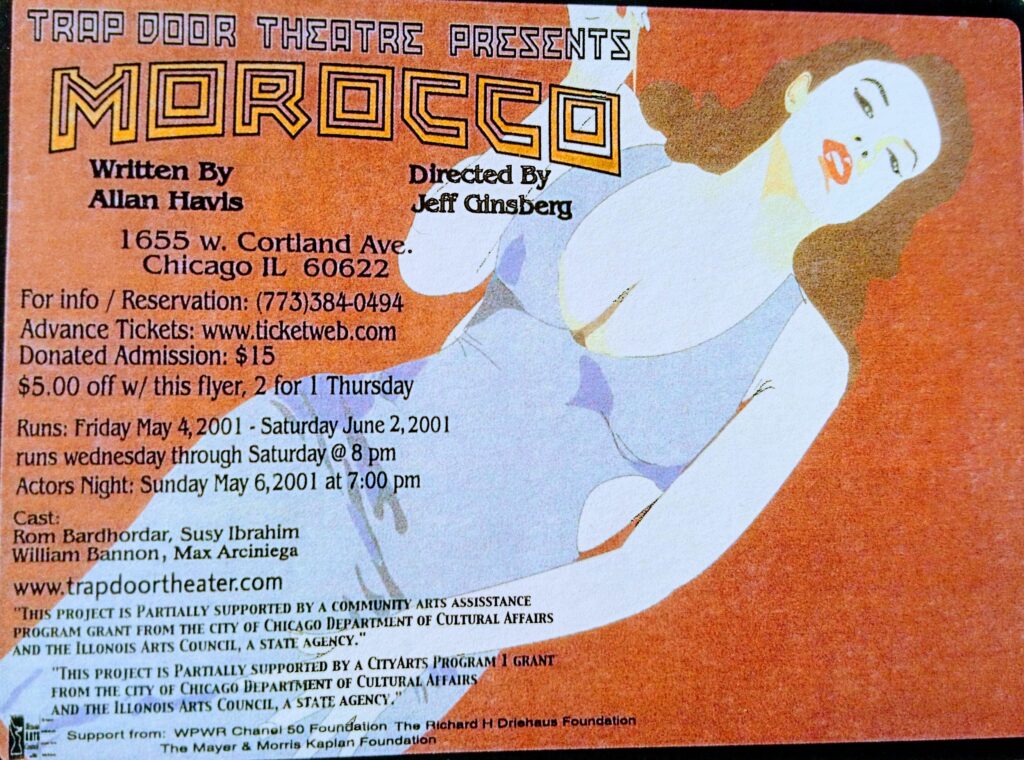 TRAP DOOR THEATRE PRESENTS
MOROCCO
Written By
Allan Havis
Directed By
Jeff Ginsberg
1655 w. Cortland Ave.
Chicago IL 60622
For info / Reservation: (773)384-0494
Advance Tickets: www.ticketweb.com
Donated Admission: $15
$5.00 off w/ this flyer, 2 for 1 Thursday
Runs: Friday May 4, 2001 - Saturday June 2, 2001
runs wednesday through Saturday @ 8 pm
Actors Night: Sunday May 6, 2001 at 7:00 pm
Cast:
Rom Bardhordar, Susy Ibrahim
William Bannon, Max Arciniega
www.trapdoortheater.com
"THIS PROJECT IS PARTIALLY SUPPORTED BY A COMMUNITY ARTS ASSISSTANCE
PROGRAM GRANT FROM THE CITY OF CHICAGO DEPARTMENT OF CULTURAL AFFAIRS
AND THE ILLONOIS ARTS COUNCIL, A STATE AGENCY."
"THIS PROJECT IS PARTIALLY SUPPORTED BY A CITYARTS PROGRAM 1 GRANT
FROM THE CITY OF CHICAGO DEPARTMENT OF CULTURAL AFFAIRS
AND THE ILLONOIS ARTS COUNCIL, A STATE AGENCY."
Support from: WPWR Chanel 50 Foundation The Richard H Driehaus Foundation
The Mayer & Morris Kaplan Foundation